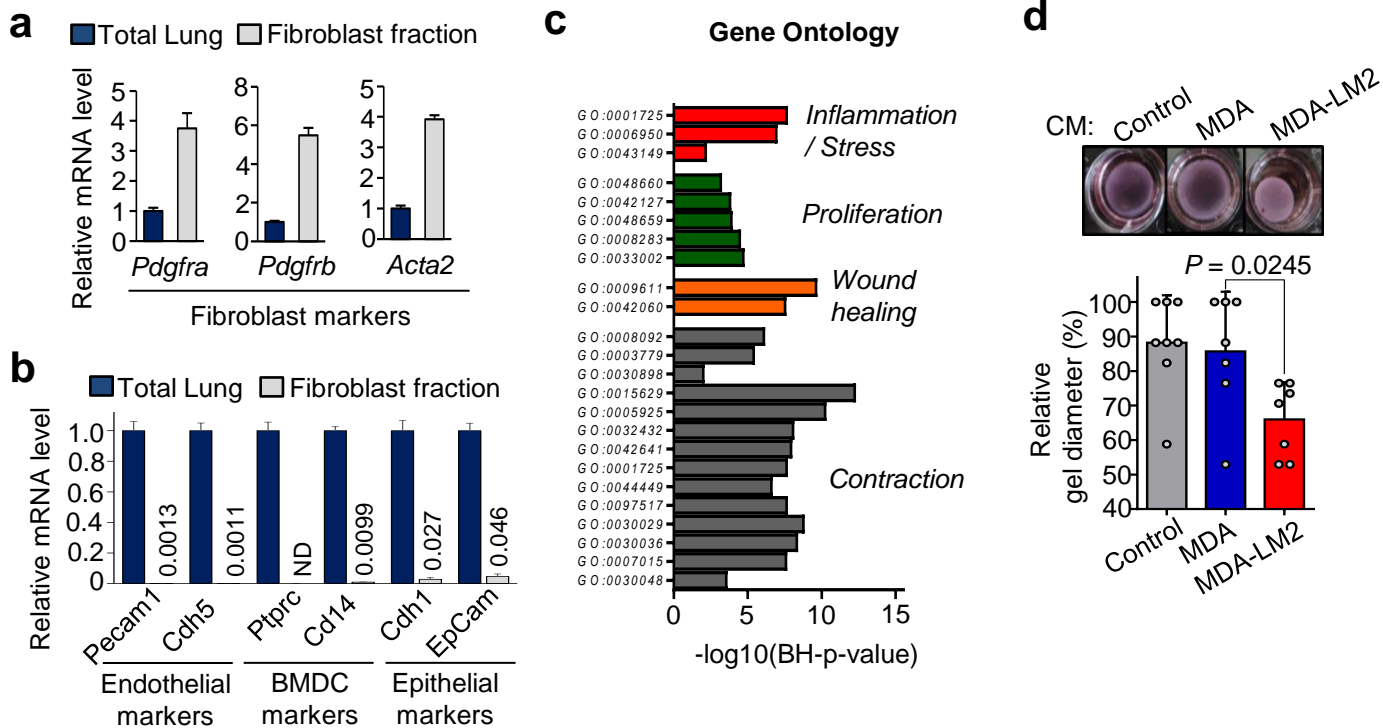 a
Total Lung
Fibroblast fraction
Relative mRNA level
5
4
3
2
1
0
Pdgfra
8
6
4
2
0
Pdgfrb
5
4
3
2
1
0
Acta2
Fibroblast markers
b
Total Lung
Fibroblast fraction
Relative mRNA level
1.0
0.8
0.6
0.4
0.2
0
0.0013
0.0011
ND
0.0099
0.027
0.046
Pecam1
Cdh5
Ptprc
Cd14
Cdh1
EpCam
Endothelial
markers
BMDC
markers
Epithelial
markers
c
Gene Ontology
GO:0001725
GO:0006950
GO:0043149
Inflammation
/ Stress
GO:0048660
GO:0042127
GO:0048659
GO:0008283
GO:0033002
Proliferation
GO:0009611
GO:0042060
Wound
healing
GO:0008092
GO:0003779
GO:0030898
GO:0015629
GO:0005925
GO:0032432
GO:0042641
GO:0001725
GO:0044449
GO:0097517
GO:0030029
GO:0030036
GO:0007015
GO:0030048
Contraction
0
5
10
15
-log10(BH-p-value)
d
CM:
Control
MDA
MDA-LM2
P = 0.0245
Relative
gel diameter (%)
100
90
80
70
60
50
40
Control
MDA
MDA-LM2